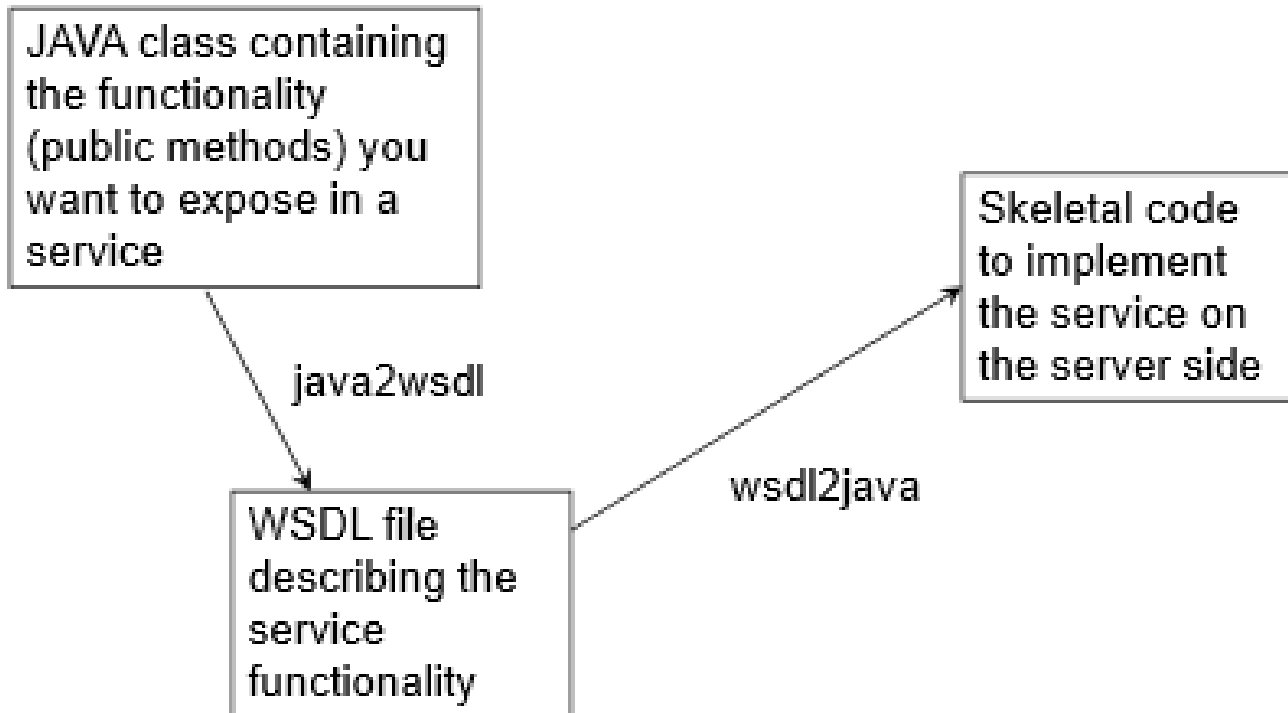 JAVA class containing
the functionality
(public methods) you
want to expose in a
service
java2wsdl
WSDL file
describing the
service
functionality
wsdl2java
Skeletal code
to implement
the service on
the server side